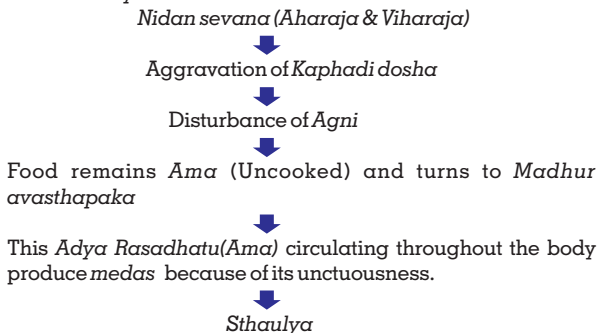 Nidan sevana (Aharaja & Viharaja)
Aggravation of Kaphadi dosha
Disturbance of Agni
Food remains Ama (Uncooked) and turns to Madhur
avasthapaka
This Adya Rasadhatu(Ama) circulating throughout the body
produce medas because of its unctuousness.
Sthaulya